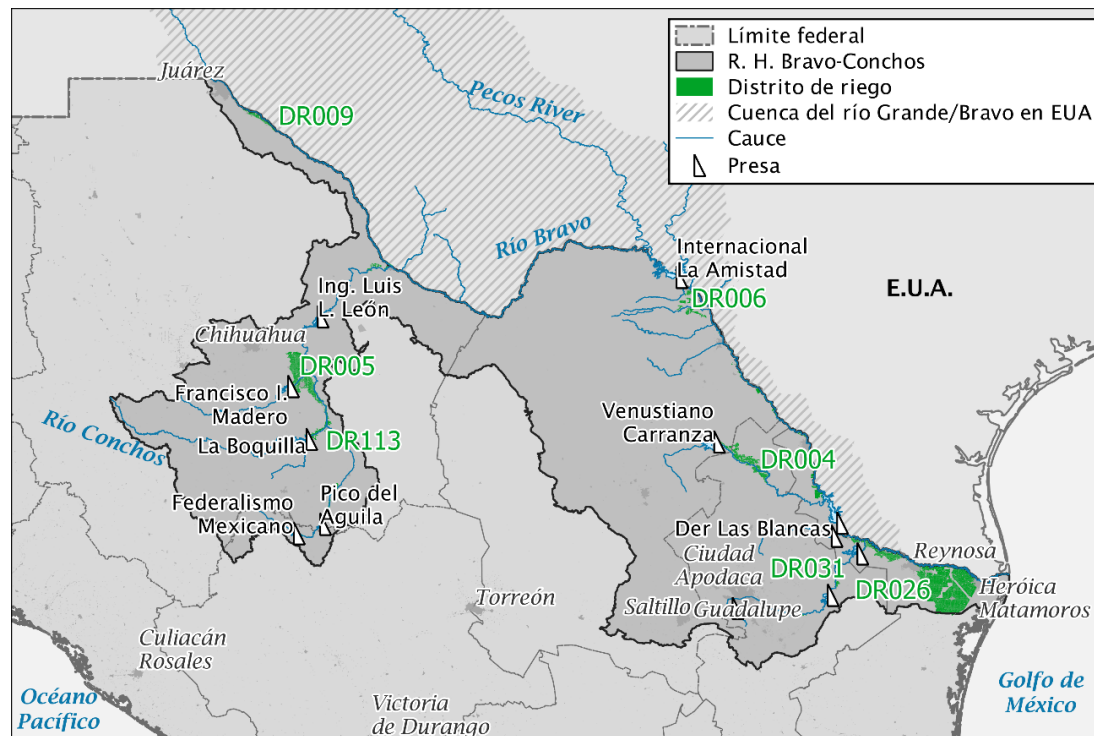 Límite federal
R. H. Bravo-Conchos
Distrito de riego
Cuenca del río Grande/Bravo en EUA
Cauce
Presa
Juárez
DR009
Pecos River
Río Bravo
Internacional
La Amistad
DR006
E.U.A.
Ing. Luis
L. León
Chihuahua
DR005
Francisco I.
Madero
Río Conchos
La Boquilla
DR113
Venustiano
Carranza
DR004
Federalismo
Mexicano
Pico del
Aguila
Der Las Blancas
Ciudad
Apodaca
DR031
Reynosa
DR026
Heróica
Matamoros
Saltillo
Guadalupe
Torreón
Culiacán
Rosales
Victoria
de Durango
Océano
Pacífico
Golfo de
México